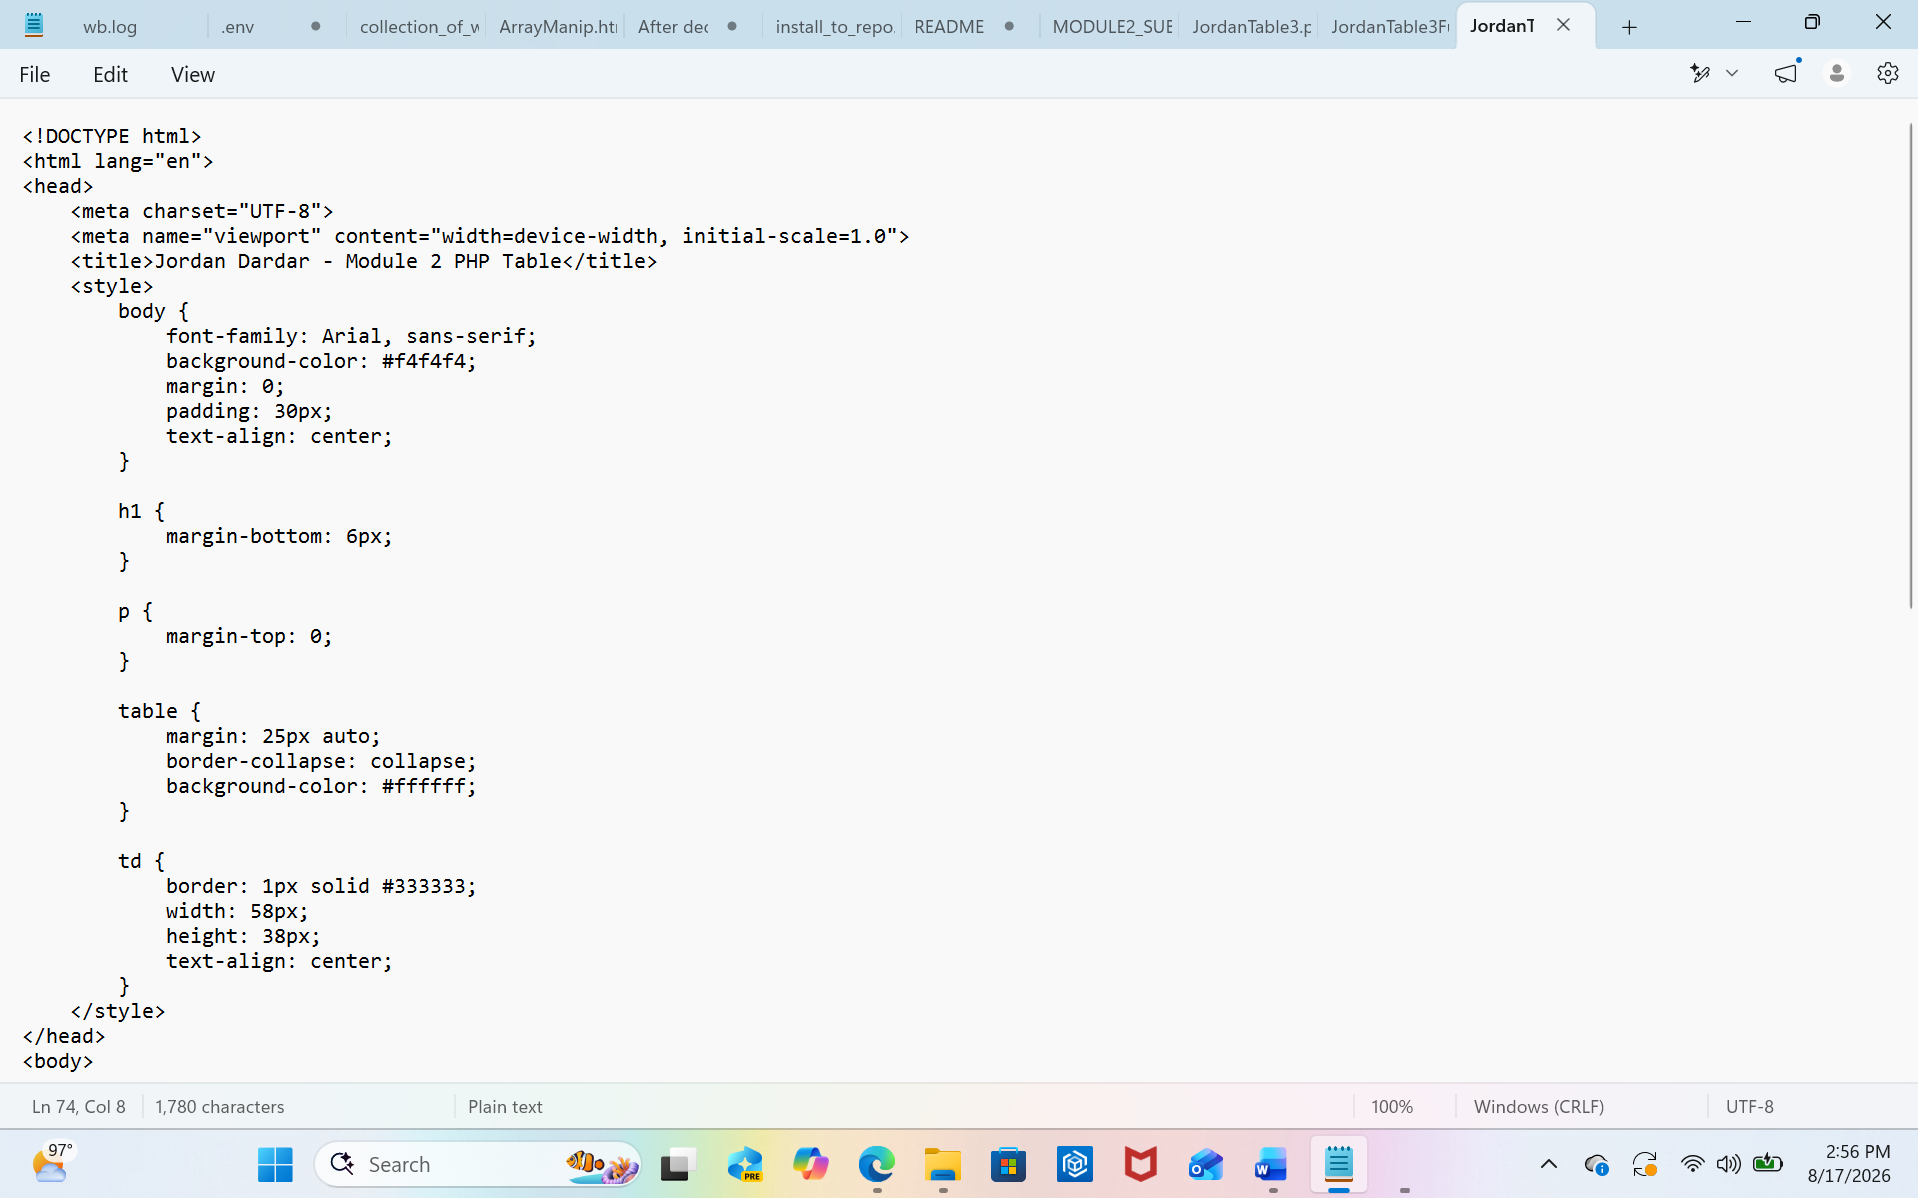 wb.log
.env
collection_of_w
ArrayManip.ht
After dec
install_to_repo.
README
MODULE2_SUE
JordanTable3.p
JordanTable3F
JordanT
File
Edit
View
<!DOCTYPE html>
<html lang="en">
<head>
    <meta charset="UTF-8">
    <meta name="viewport" content="width=device-width, initial-scale=1.0">
    <title>Jordan Dardar - Module 2 PHP Table</title>
    <style>
        body {
            font-family: Arial, sans-serif;
            background-color: #f4f4f4;
            margin: 0;
            padding: 30px;
            text-align: center;
        }

        h1 {
            margin-bottom: 6px;
        }

        p {
            margin-top: 0;
        }

        table {
            margin: 25px auto;
            border-collapse: collapse;
            background-color: #ffffff;
        }

        td {
            border: 1px solid #333333;
            width: 58px;
            height: 38px;
            text-align: center;
        }
    </style>
</head>
<body>
Ln 74, Col 8
1,780 characters
Plain text
100%
Windows (CRLF)
UTF-8
97°
Search
PRE
2:56 PM
8/17/2026